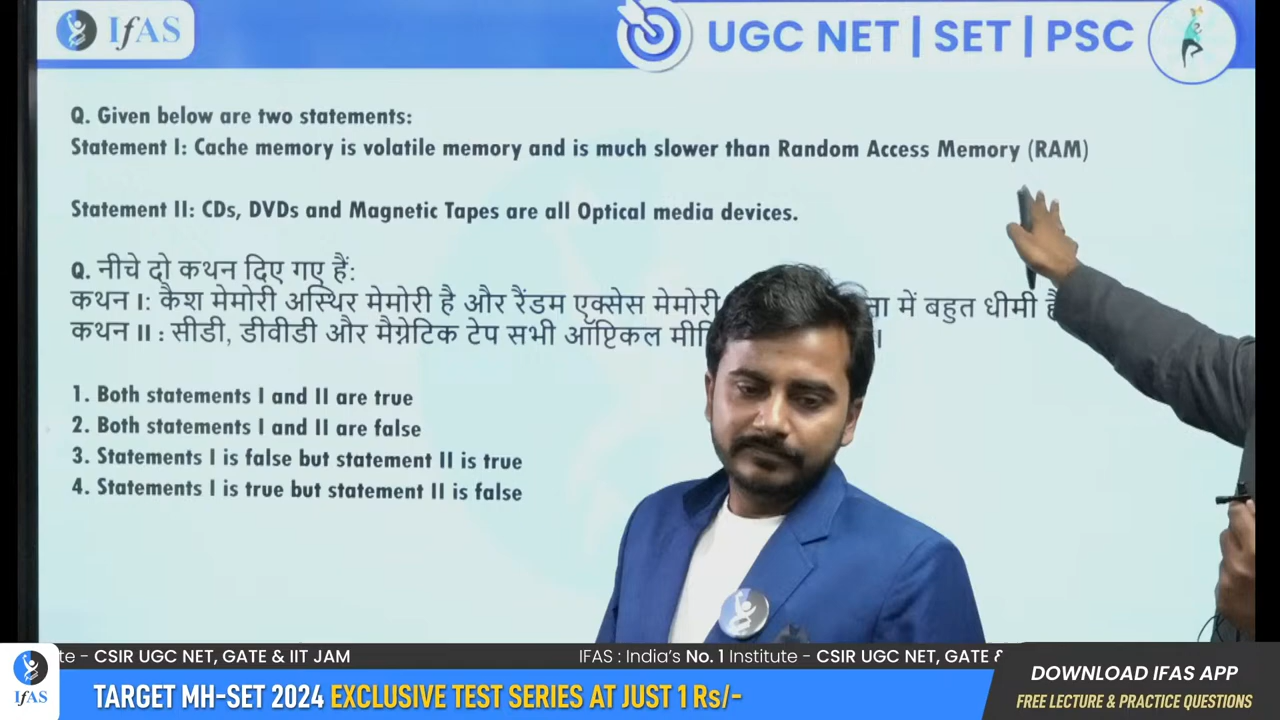 IfAS
UGC NET | SET | PSC
Q. Given below are two statements:
Statement I: Cache memory is volatile memory and is much slower than Random Access Memory (RAM)
Statement II: CDs, DVDs and Magnetic Tapes are all Optical media devices.
Q. नीचे दो कथन दिए गए हैं:
कथन I: कैश मेमोरी अस्थिर मेमोरी है और रैंडम एक्सेस मेमोरी में बहुत धीमी
कथन II : सीडी, डीवीडी और मैग्नेटिक टेप सभी ऑप्टिकल
1. Both statements I and II are true
2. Both statements I and II are false
3. Statements I is false but statement II is true
4. Statements I is true but statement II is false
te - CSIR UGC NET, GATE & IIT JAM IFAS : India's No. 1 Institute - CSIR UGC NET, GATE &
DOWNLOAD IFAS APP
IfAS
TARGET MH-SET 2024 EXCLUSIVE TEST SERIES AT JUST 1 Rs/-
FREE LECTURE & PRACTICE QUESTIONS